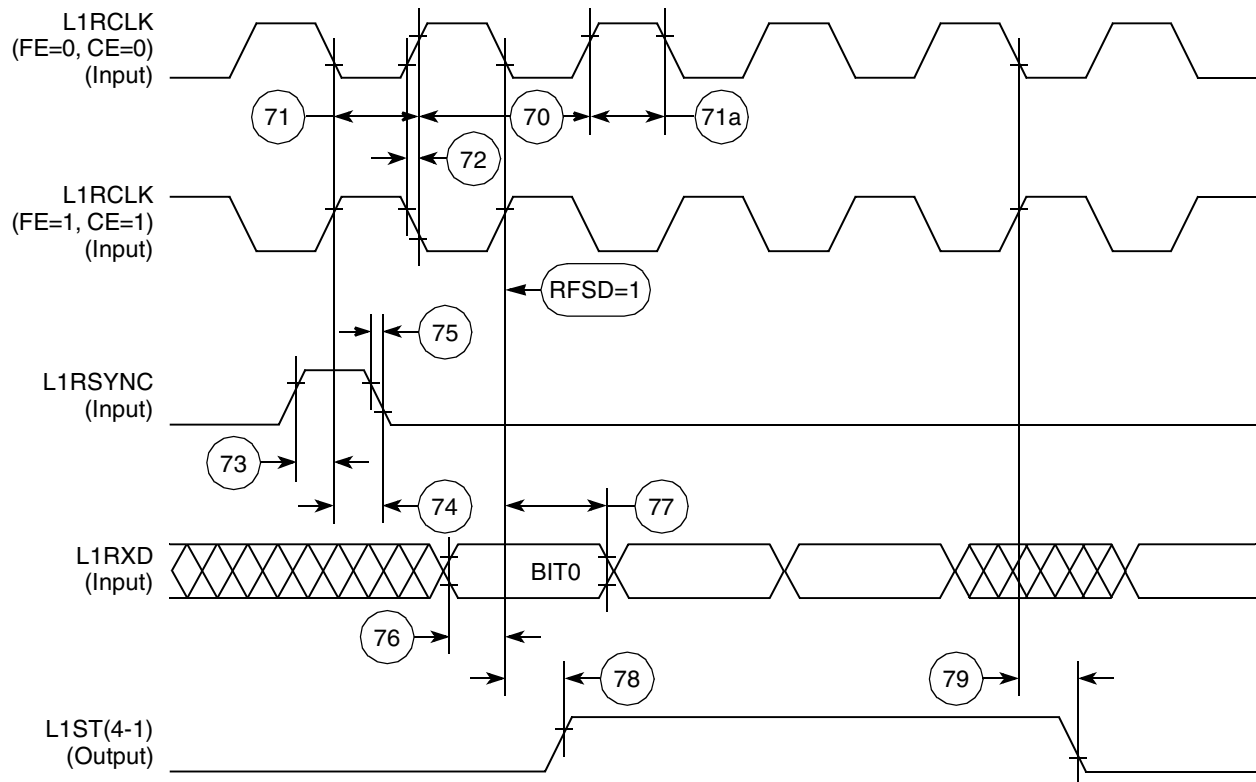 L1RCLK
(FE=0, CE=0)
(Input)
71
70
71a
72
L1RCLK
(FE=1, CE=1)
(Input)
RFSD=1
75
L1RSYNC
(Input)
73
74
77
L1RXD
(Input)
BIT0
76
78
79
L1ST(4-1)
(Output)